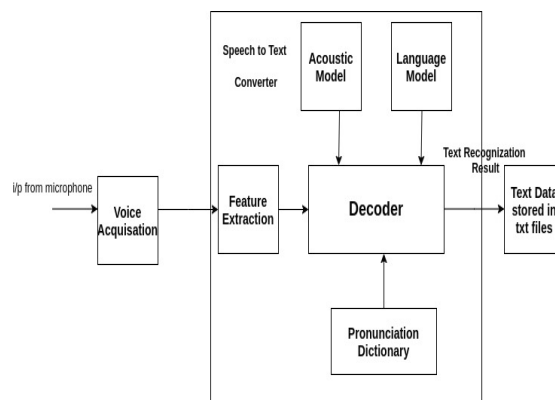 Speech to Text
Converter
Acoustic
Model
Language
Model
i/p from microphone
Voice
Acquisation
Feature
Extraction
Decoder
Text Recognization
Result
Text Data
stored in
txt files
Pronunciation
Dictionary